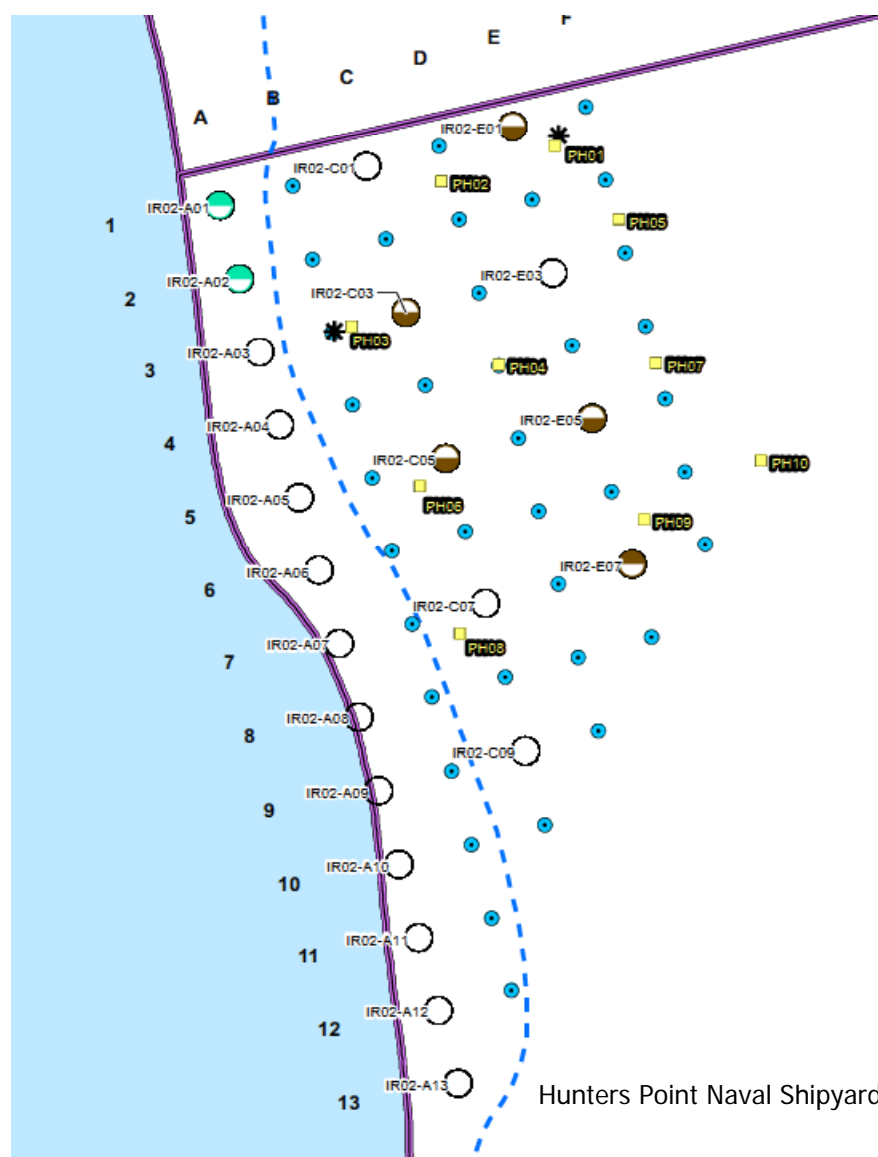 F
E
D
C
B
A
IR02-E01
PH01
IR02-C01
PH02
IR02-A01
PH05
1
IR02-E03
IR02-A02
IR02-C03
2
PH03
IR02-A03
PH04
PH07
3
IR02-E05
IR02-A04
4
IR02-C05
PH10
IR02-A05
PH06
5
PH09
IR02-E07
IR02-A06
6
IR02-C07
IR02-A07
PH08
7
IR02-A08
8
IR02-C09
IR02-A09
9
IR02-A10
10
IR02-A11
11
IR02-A12
12
IR02-A13
13
Hunters Point Naval Shipyard